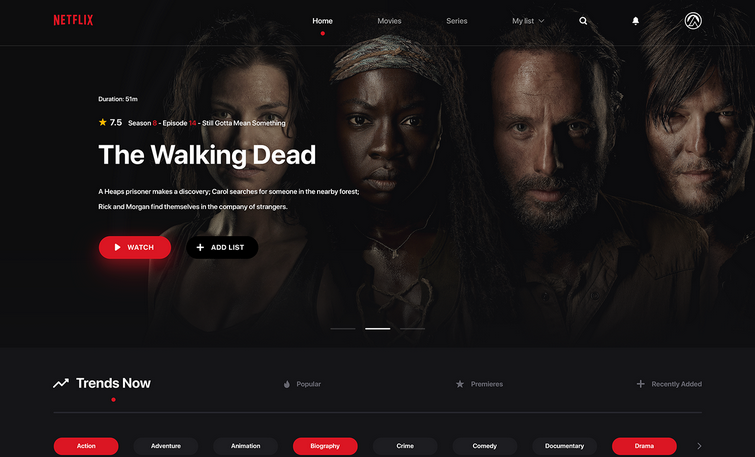 NETFLIX
Home
Movies
Series
My list
Duration: 51m
7.5 Season 8 - Episode 14 - Still Gotta Mean Something
The Walking Dead
A Heaps prisoner makes a discovery; Carol searches for someone in the nearby forest;
Rick and Morgan find themselves in the company of strangers.
WATCH
ADD LIST
Trends Now
Popular
Premieres
Recently Added
Action
Adventure
Animation
Biography
Crime
Comedy
Documentary
Drama